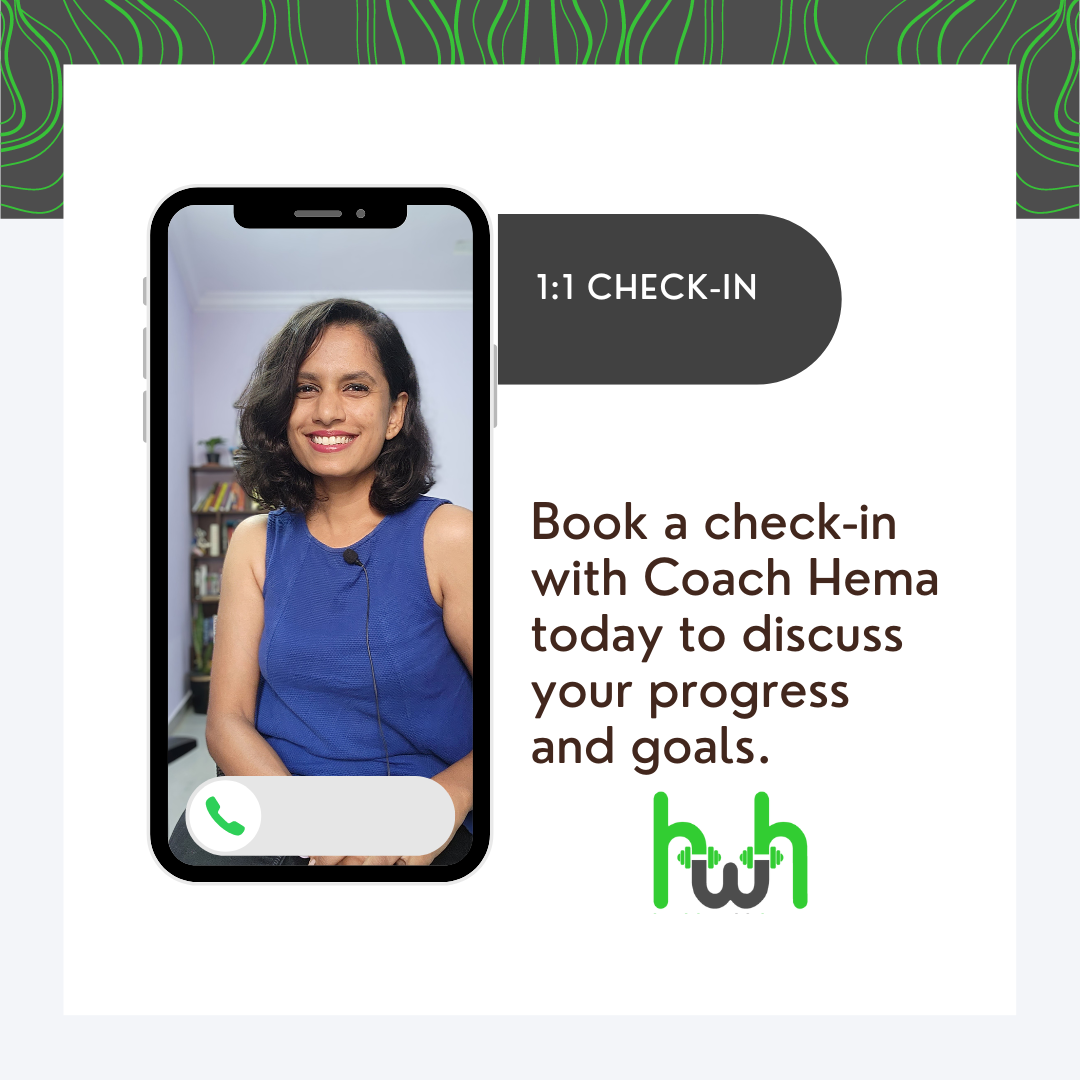 1:1 CHECK-IN
Book a check-in
with Coach Hema
today to discuss
your progress
and goals.
hwh